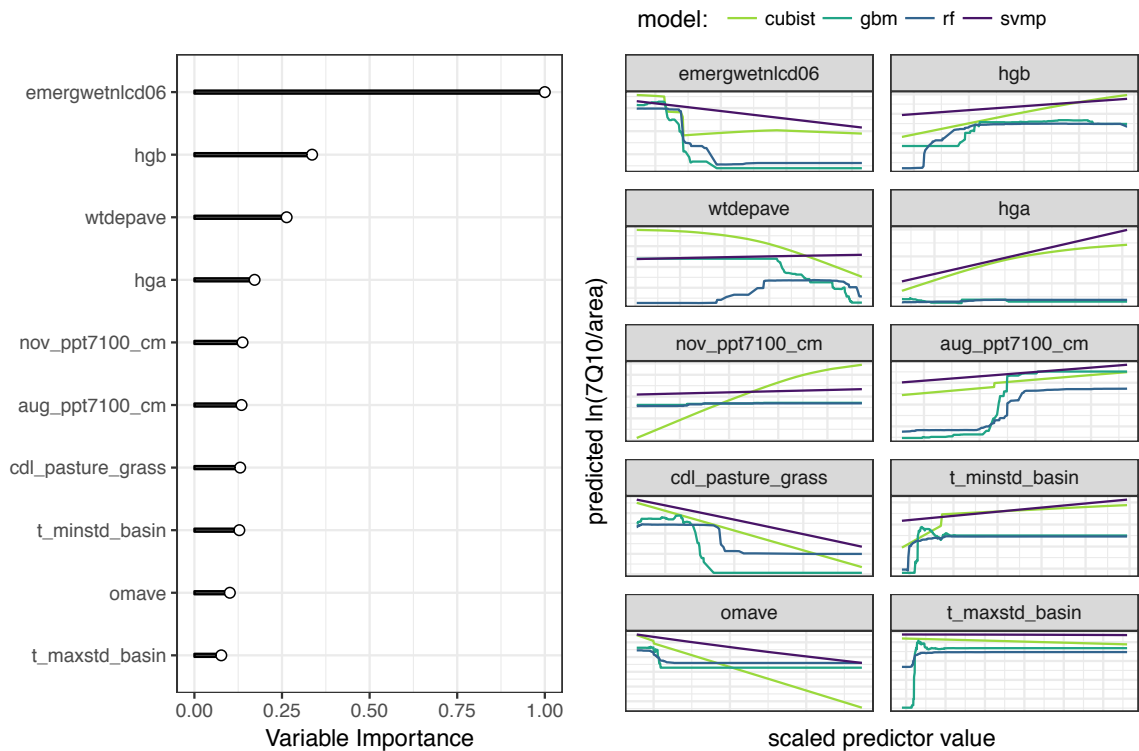 model: cubist gbm rf svmp
emergwetnlcd06
hgb
wtdepave
hga
nov_ppt7100_cm
aug_ppt7100_cm
cdl_pasture_grass
t_minstd_basin
omave
t_maxstd_basin
0.00 0.25 0.50 0.75 1.00
Variable Importance
predicted ln(7Q10/area)
emergwetnlcd06 hgb
wtdepave hga
nov_ppt7100_cm aug_ppt7100_cm
cdl_pasture_grass t_minstd_basin
omave t_maxstd_basin
scaled predictor value